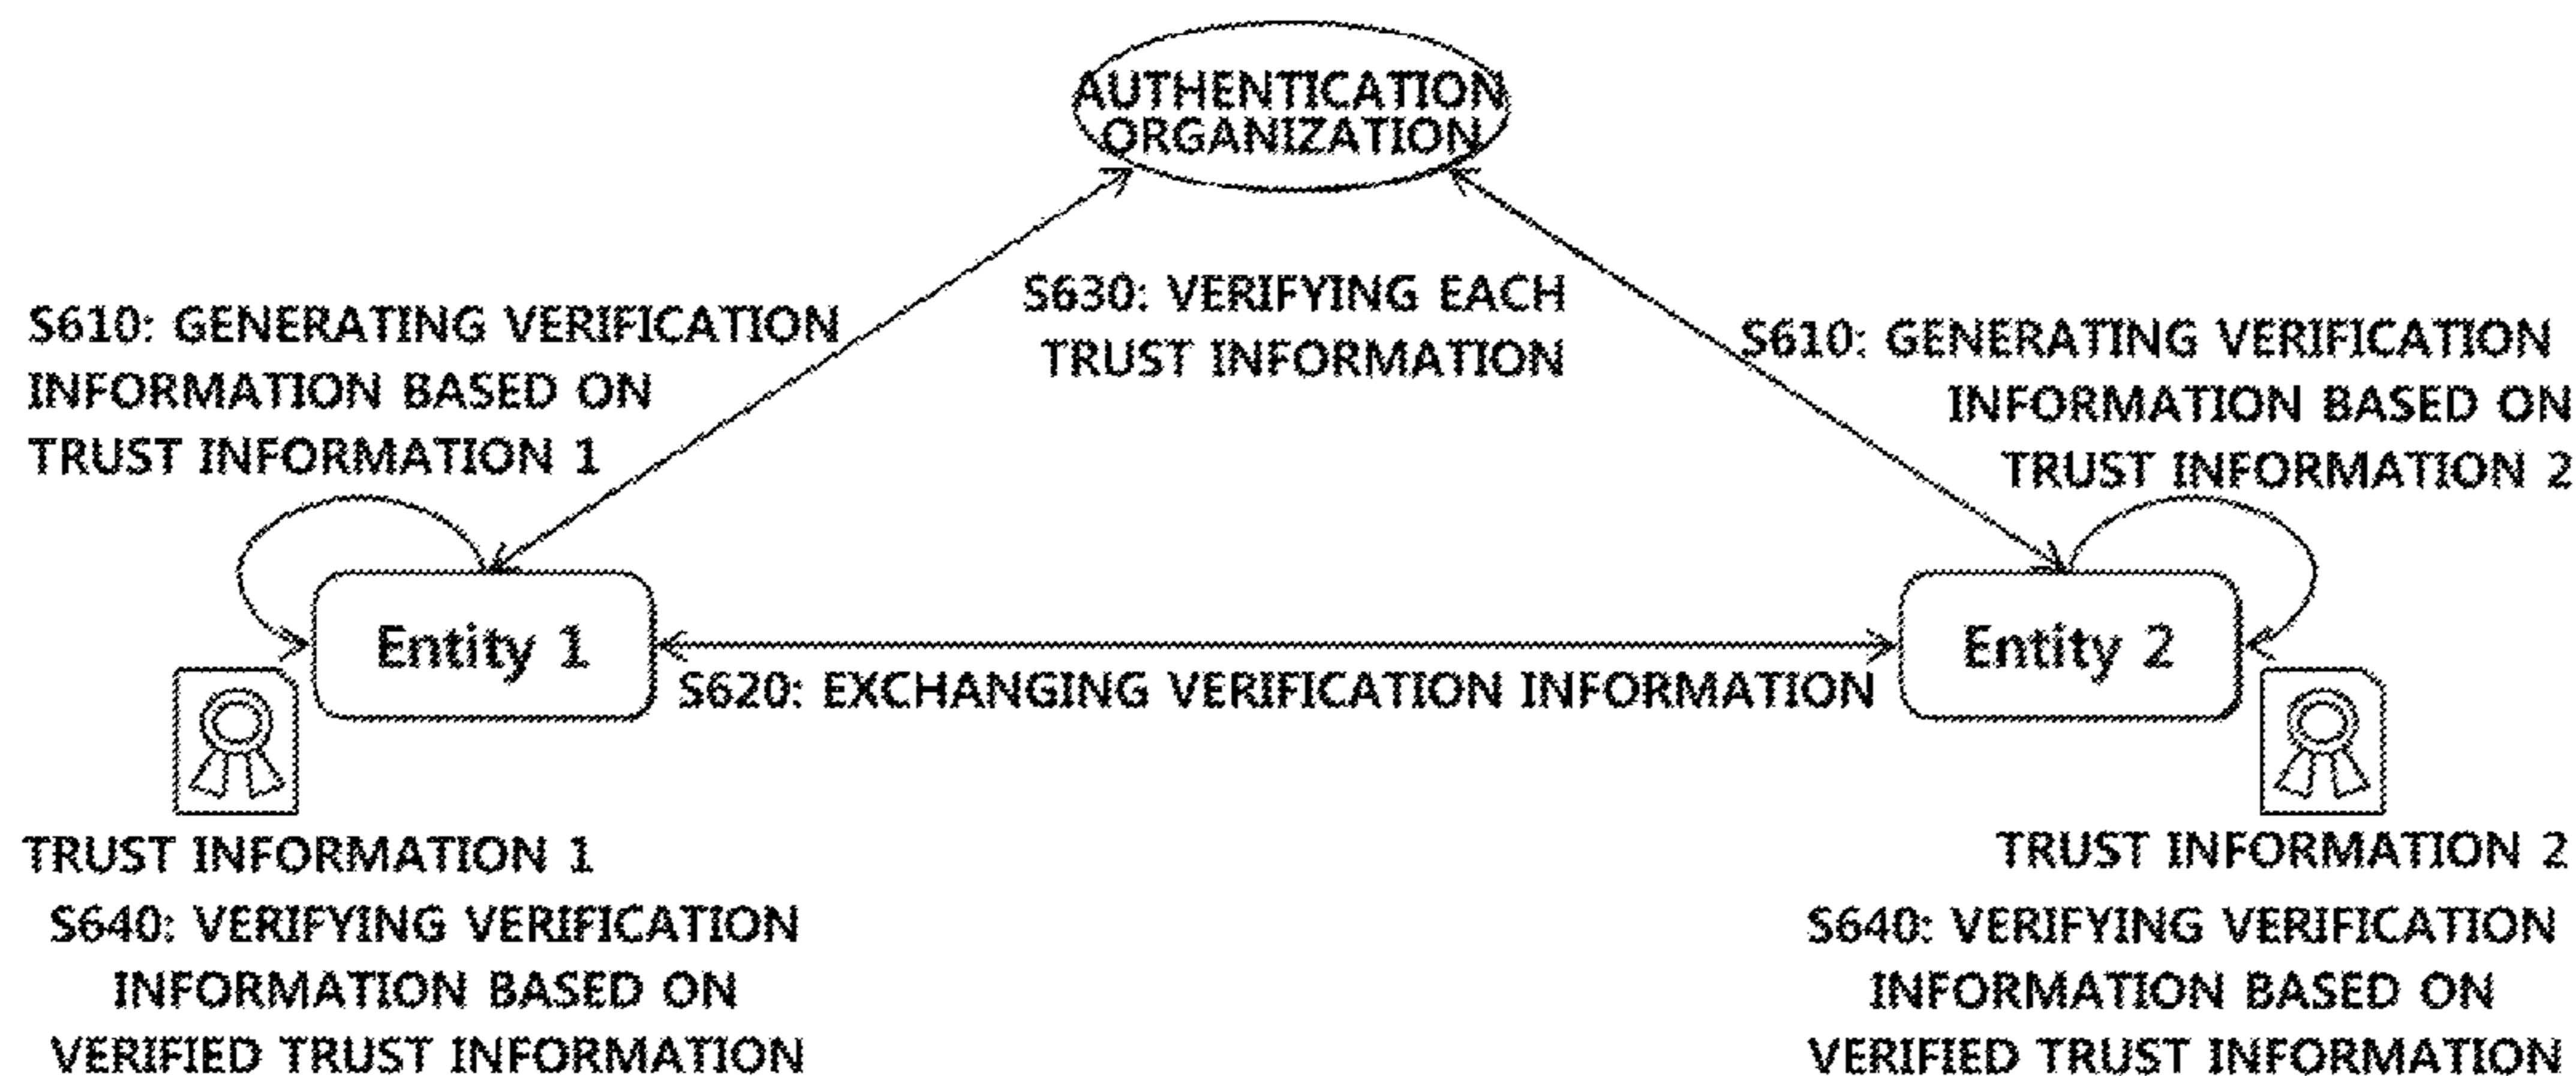 AUTHENTICATION
ORGANIZATION
S630: VERIFYING EACH
TRUST INFORMATION
S610: GENERATING VERIFICATION
INFORMATION BASED ON
TRUST INFORMATION 1
S610: GENERATING VERIFICATION
INFORMATION BASED ON
TRUST INFORMATION 2
Entity 1
Entity 2
S620: EXCHANGING VERIFICATION INFORMATION
TRUST INFORMATION 1
TRUST INFORMATION 2
S640: VERIFYING VERIFICATION
INFORMATION BASED ON
VERIFIED TRUST INFORMATION
S640: VERIFYING VERIFICATION
INFORMATION BASED ON
VERIFIED TRUST INFORMATION